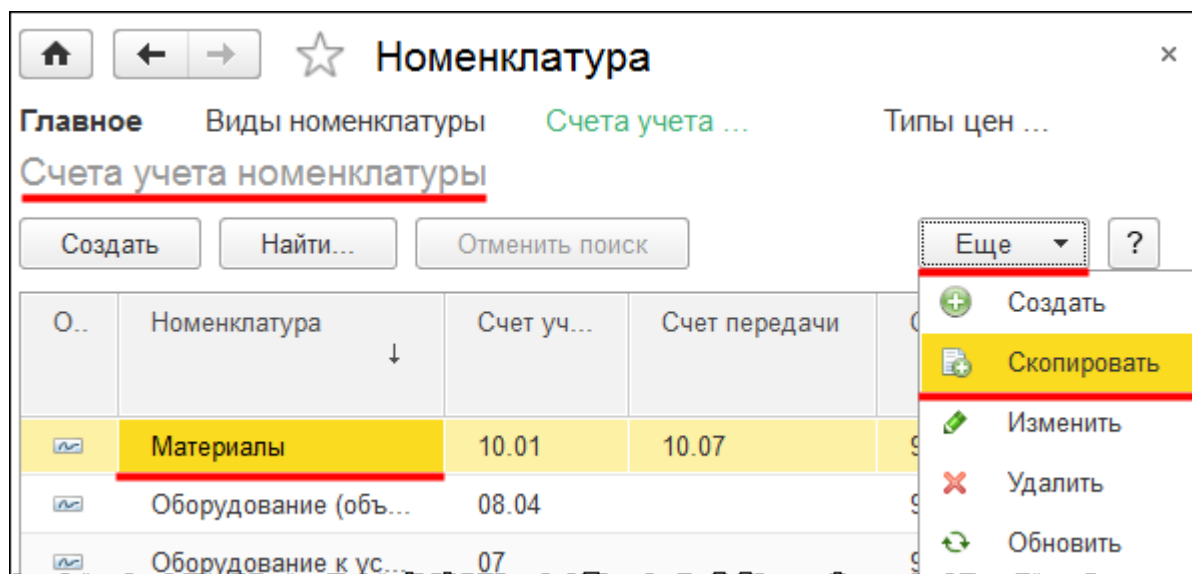 Номенклатура
Главное Виды номенклатуры Счета учета ... Типы цен ...
Счета учета номенклатуры
Создать Найти... Отменить поиск Еще ?
О.. Номенклатура Счет уч... Счет передачи
Создать
Скопировать
Материалы 10.01 10.07
Изменить
Оборудование (объ... 08.04
Удалить
Оборудование к ус... 07
Обновить